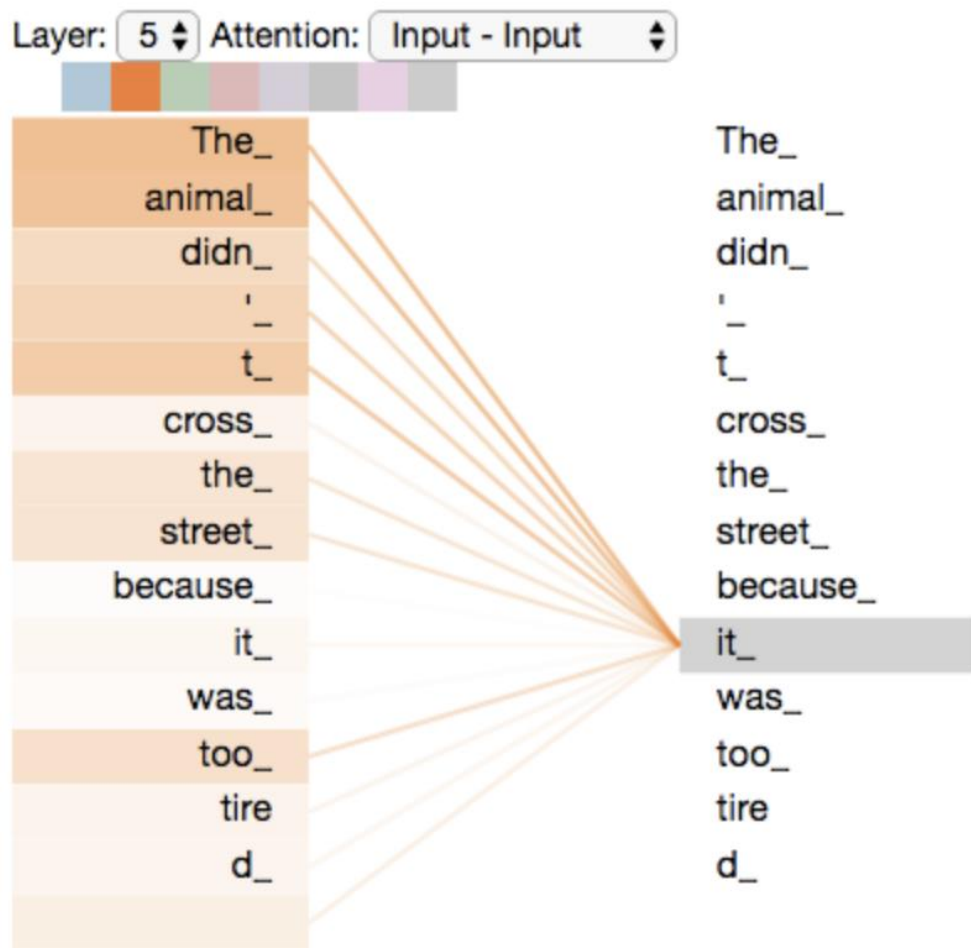 Layer: 5 Attention: Input - Input
The_ The_
animal_ animal_
didn_ didn_
'_ '_
t_ t_
cross_ cross_
the_ the_
street_ street_
because_ because_
it_ it_
was_ was_
too_ too_
tire tire
d_ d_